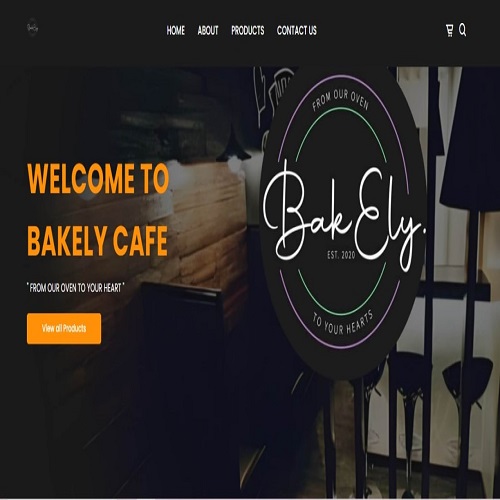 HOME ABOUT PRODUCTS CONTACT US
FROM OUR OVEN
WELCOME TO
BAKELY CAFE
BakEly.
EST. 2020
" FROM OUR OVEN TO YOUR HEART "
TO YOUR HEARTS
View all Products